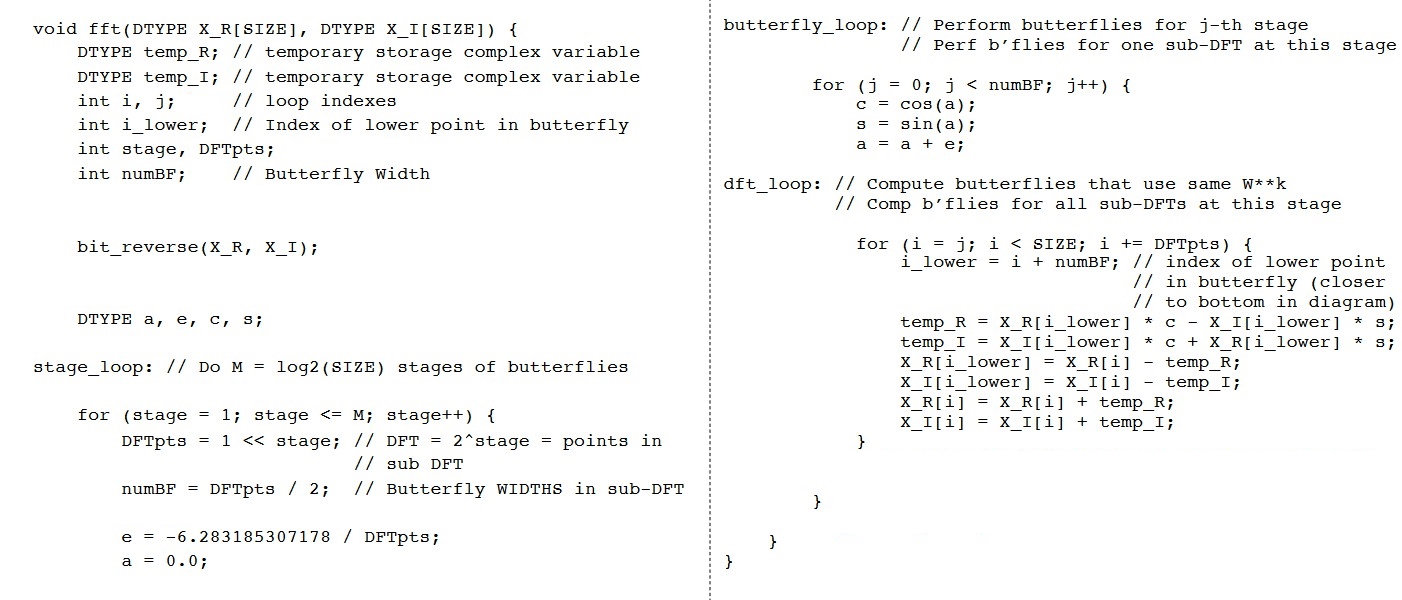 void fft(DTYPE X_R[SIZE], DTYPE X_I[SIZE]) {
    DTYPE temp_R; // temporary storage complex variable
    DTYPE temp_I; // temporary storage complex variable
    int i, j;     // loop indexes
    int i_lower;  // Index of lower point in butterfly
    int stage, DFTpts;
    int numBF;    // Butterfly Width
    bit_reverse(X_R, X_I);
    DTYPE a, e, c, s;
stage_loop: // Do M = log2(SIZE) stages of butterflies
    for (stage = 1; stage <= M; stage++) {
        DFTpts = 1 << stage; // DFT = 2^stage = points in
                             // sub DFT
        numBF = DFTpts / 2;  // Butterfly WIDTHS in sub-DFT
        e = -6.283185307178 / DFTpts;
        a = 0.0;
butterfly_loop: // Perform butterflies for j-th stage
                // Perf b’flies for one sub-DFT at this stage
        for (j = 0; j < numBF; j++) {
            c = cos(a);
            s = sin(a);
            a = a + e;
dft_loop: // Compute butterflies that use same W**k
          // Comp b’flies for all sub-DFTs at this stage
            for (i = j; i < SIZE; i += DFTpts) {
                i_lower = i + numBF; // index of lower point
                                     // in butterfly (closer
                                     // to bottom in diagram)
                temp_R = X_R[i_lower] * c - X_I[i_lower] * s;
                temp_I = X_I[i_lower] * c + X_R[i_lower] * s;
                X_R[i_lower] = X_R[i] - temp_R;
                X_I[i_lower] = X_I[i] - temp_I;
                X_R[i] = X_R[i] + temp_R;
                X_I[i] = X_I[i] + temp_I;
            }
        }
    }
}